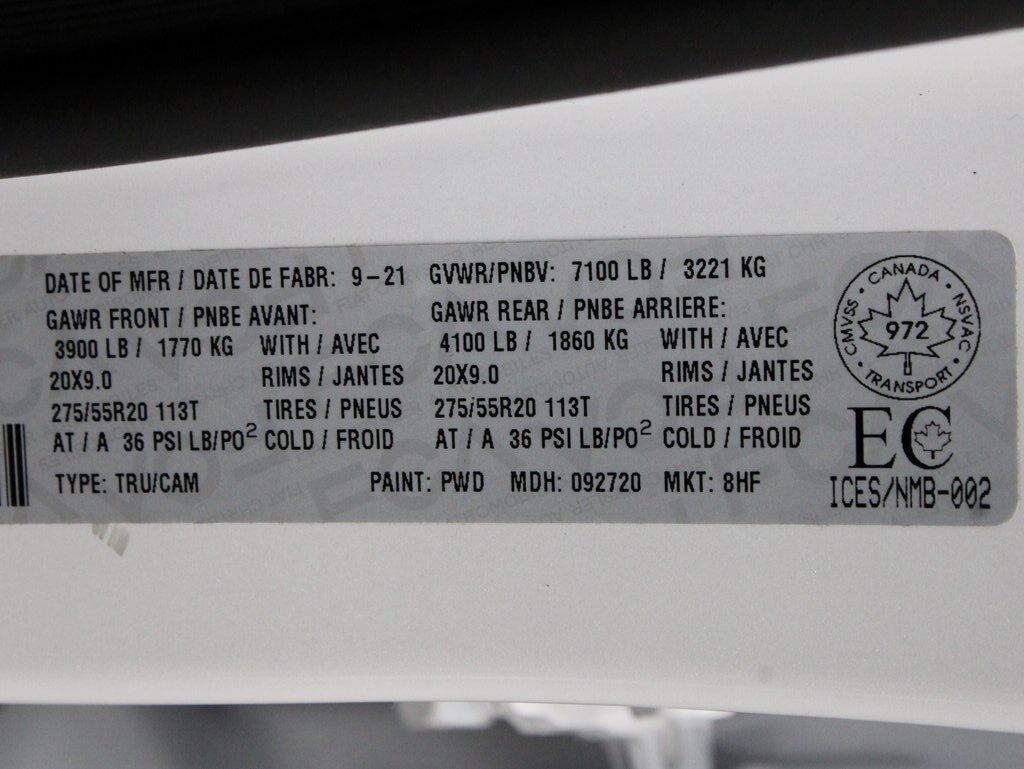 DATE OF MFR / DATE DE FABR: 9-21 GVWR/PNBV: 7100 LB / 3221 KG
GAWR FRONT / PNBE AVANT: GAWR REAR / PNBE ARRIERE:
3900 LB / 1770 KG WITH / AVEC 4100 LB / 1860 KG WITH / AVEC
20X9.0 RIMS / JANTES 20X9.0 RIMS / JANTES
275/55R20 113T TIRES / PNEUS 275/55R20 113T TIRES / PNEUS
AT / A 36 PSI LB/PO² COLD / FROID AT / A 36 PSI LB/PO² COLD / FROID
TYPE: TRU/CAM PAINT: PWD MDH: 092720 MKT: 8HF
CANADA
CMVSS • NSVAC
972
TRANSPORT
EC
ICES/NMB-002